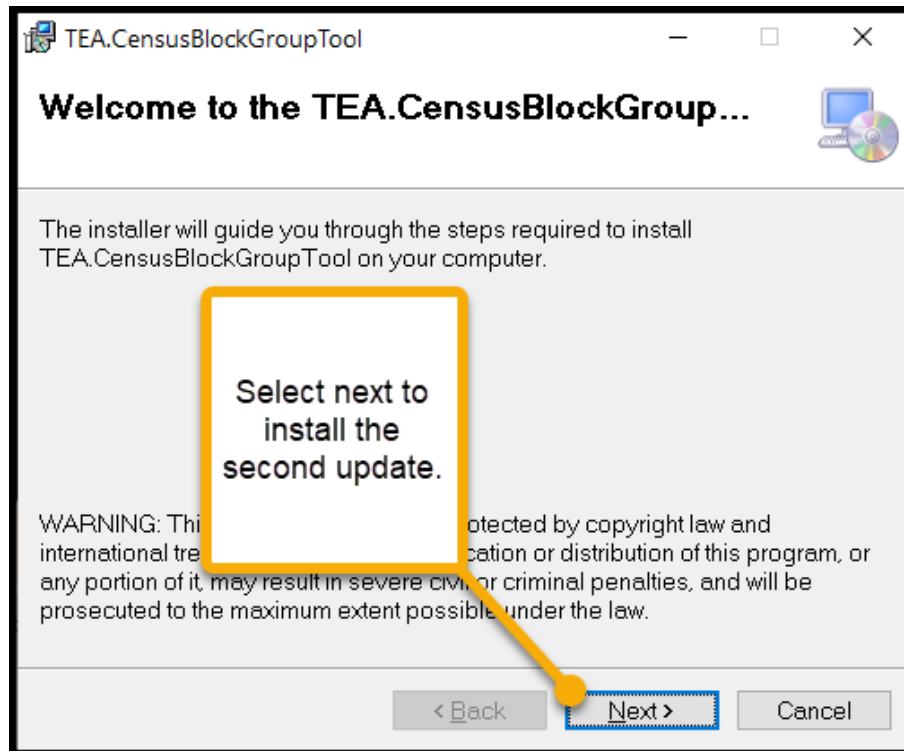 TEA.CensusBlockGroupTool
Welcome to the TEA.CensusBlockGroup...
The installer will guide you through the steps required to install
TEA.CensusBlockGroupTool on your computer.
Select next to
install the
second update.
WARNING: Thi otected by copyright law and
international tre cation or distribution of this program, or
any portion of it, may result in severe civil or criminal penalties, and will be
prosecuted to the maximum extent possible under the law.
< Back
Next >
Cancel